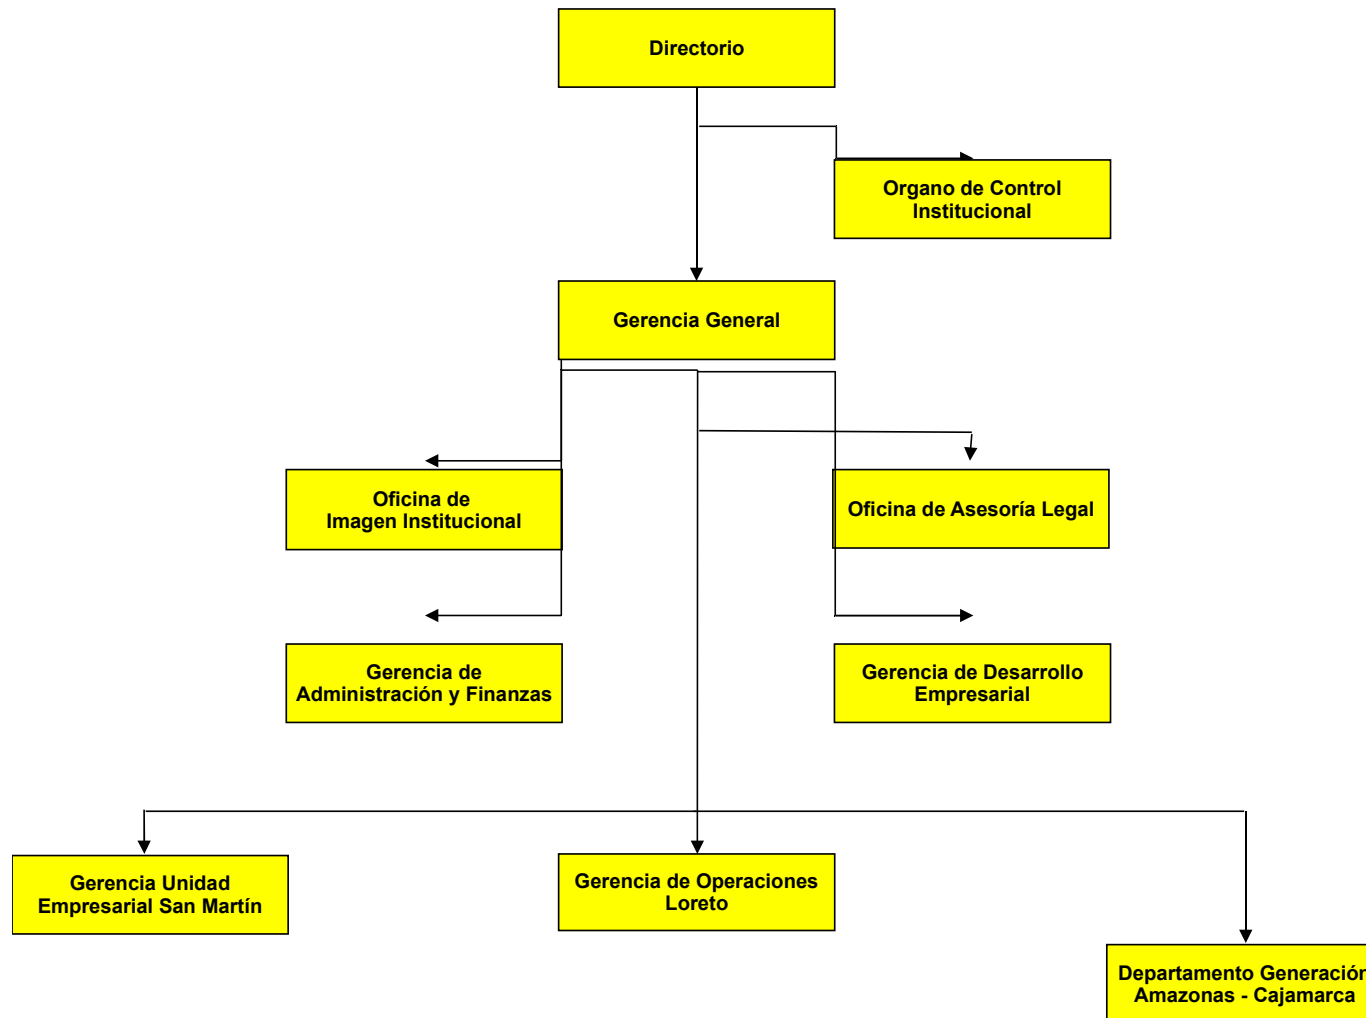 Directorio
Organo de Control
Institucional
Gerencia General
Oficina de
Imagen Institucional
Oficina de Asesoría Legal
Gerencia de
Administración y Finanzas
Gerencia de Desarrollo
Empresarial
Gerencia Unidad
Empresarial San Martín
Gerencia de Operaciones
Loreto
Departamento Generación
Amazonas - Cajamarca